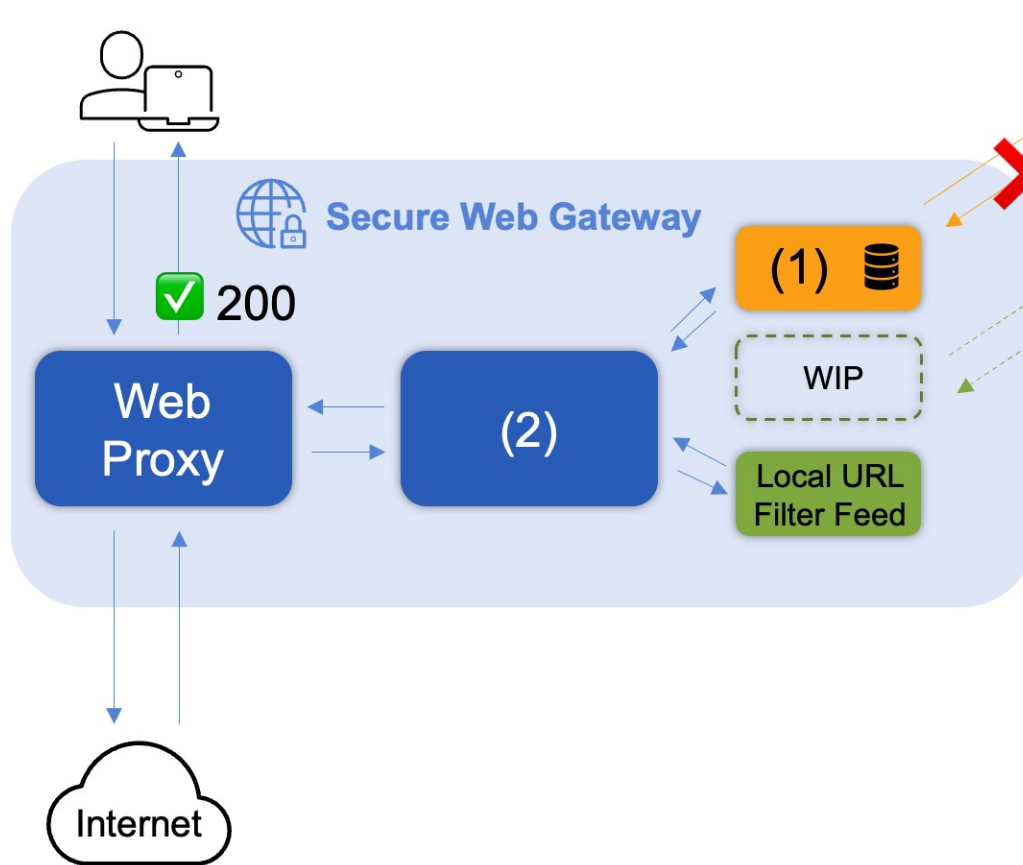 Secure Web Gateway
200
(1)
WIP
Web
Proxy
(2)
Local URL
Filter Feed
Internet